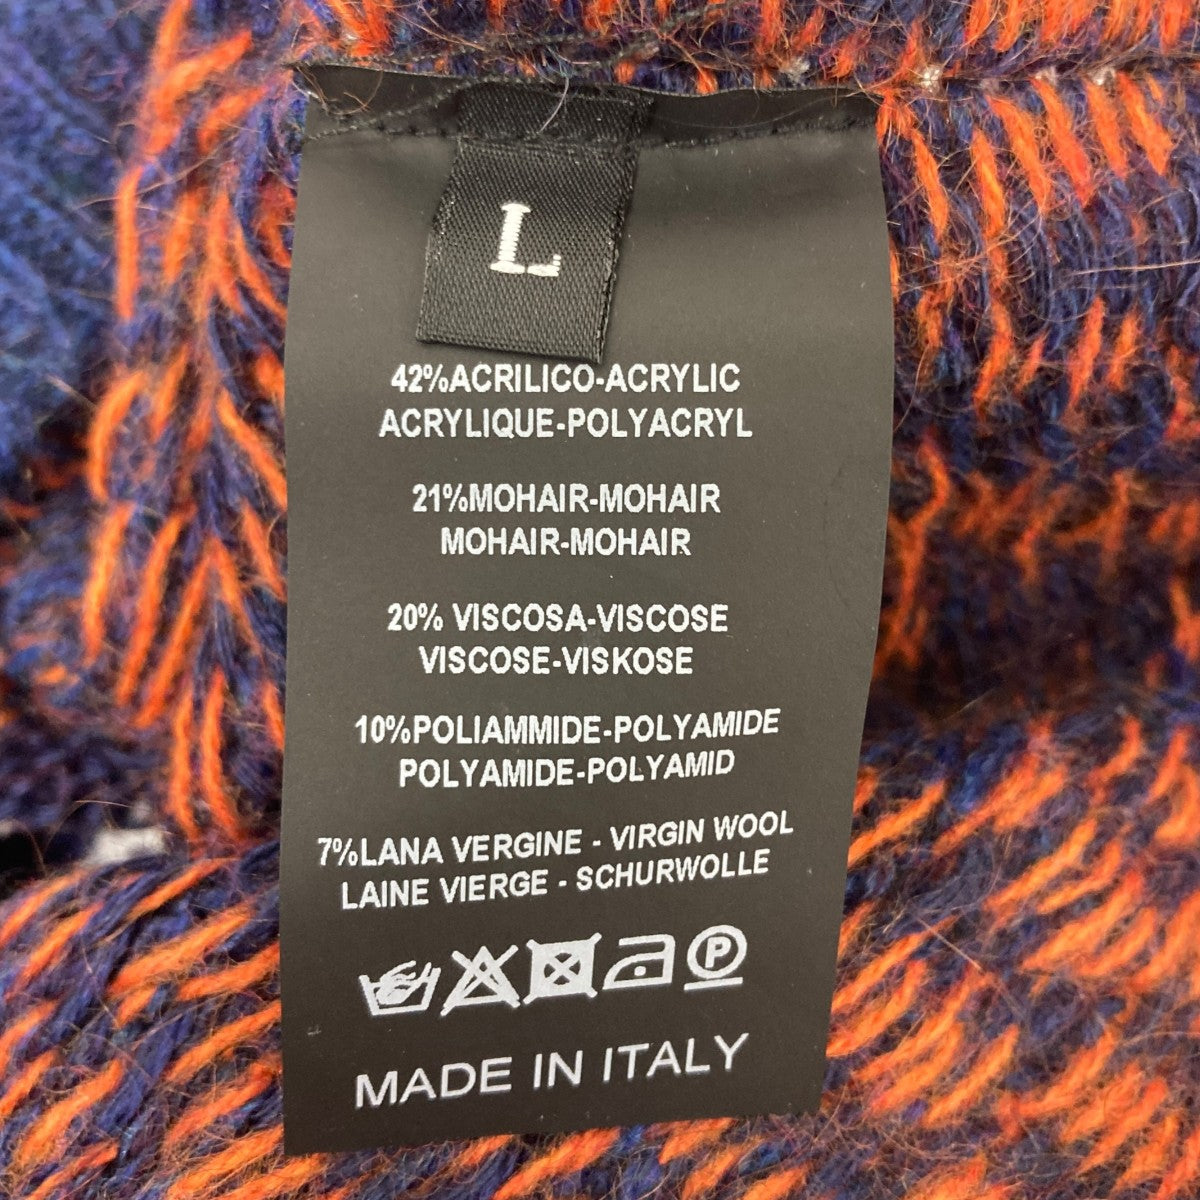 L
42%ACRILICO-ACRYLIC
ACRYLIQUE-POLYACRYL
21%MOHAIR-MOHAIR
MOHAIR-MOHAIR
20% VISCOSA-VISCOSE
VISCOSE-VISKOSE
10%POLIAMMIDE-POLYAMIDE
POLYAMIDE-POLYAMID
7%LANA VERGINE - VIRGIN WOOL
LAINE VIERGE - SCHURWOLLE
P
MADE IN ITALY